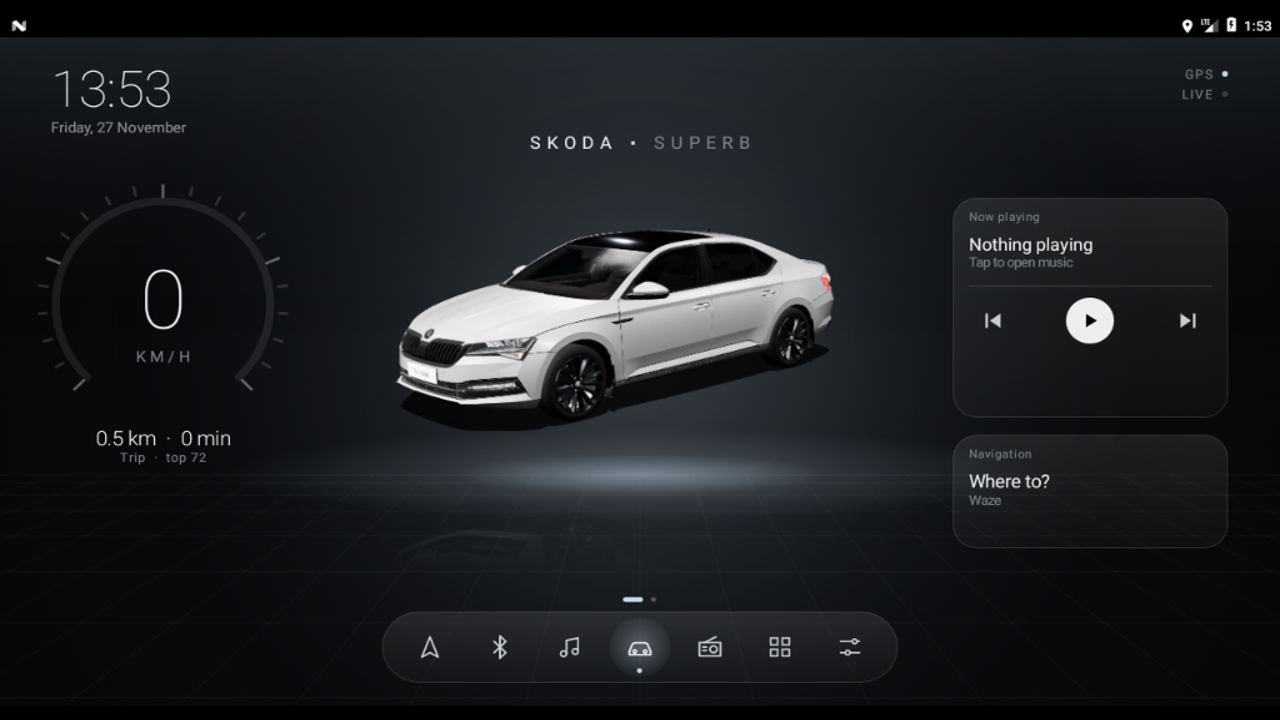 LTE
1:53
13:53
Friday, 27 November
GPS
LIVE
SKODA · SUPERB
0
KM/H
0.5 km · 0 min
Trip · top 72
Now playing
Nothing playing
Tap to open music
Navigation
Where to?
Waze